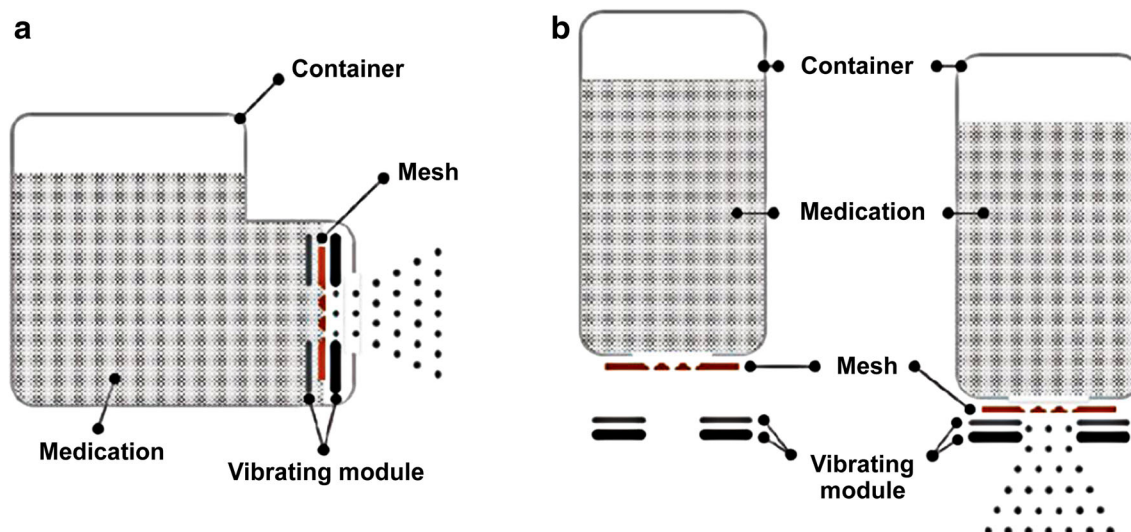 a
Container
Mesh
Medication
Vibrating module
b
Container
Medication
Mesh
Vibrating
module